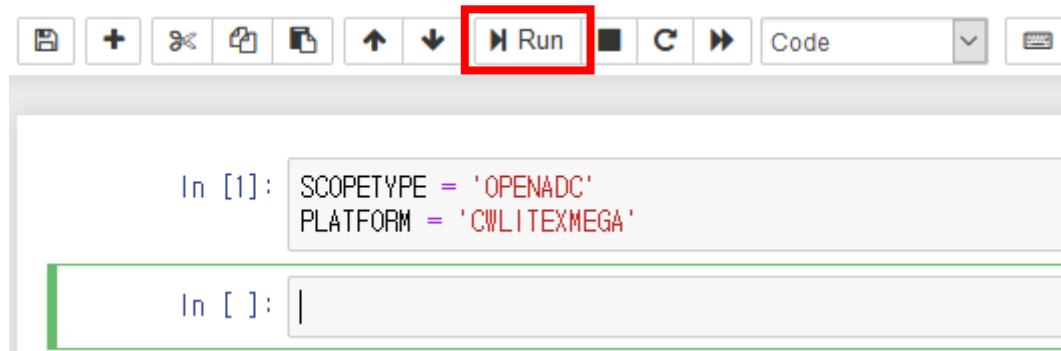 Run
Code
In [1]: SCOPETYPE = 'OPENADC'
PLATFORM = 'CWLITEXMEGA'
In [ ]: